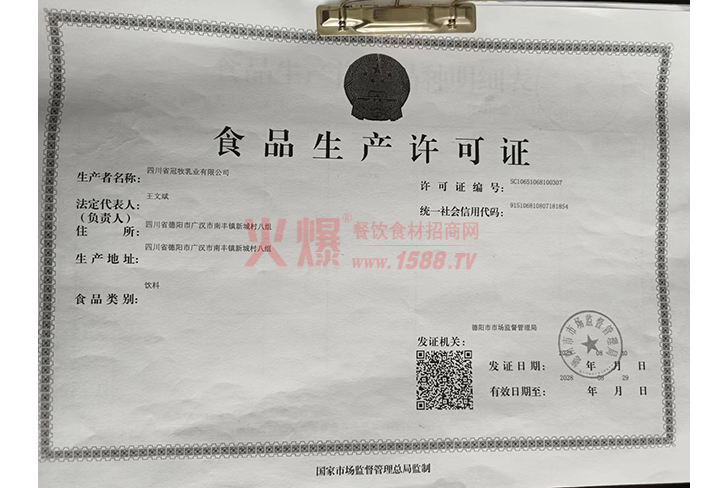 食品生产许可证
生产者名称: 四川省冠牧乳业有限公司
许可证编号: SC10651068100307
法定代表人: 王文斌
(负责人)
统一社会信用代码: 915106810807181854
住所: 四川省德阳市广汉市南丰镇新城村八组
生产地址: 四川省德阳市广汉市南丰镇新城村八组
火爆® 餐饮食材招商网
www.1588.TV
食品类别: 饮料
德阳市市场监督管理局
发证机关:
发证日期: 年 08 月 日
有效日期至: 2028 年 08 月 29 日
国家市场监督管理总局监制